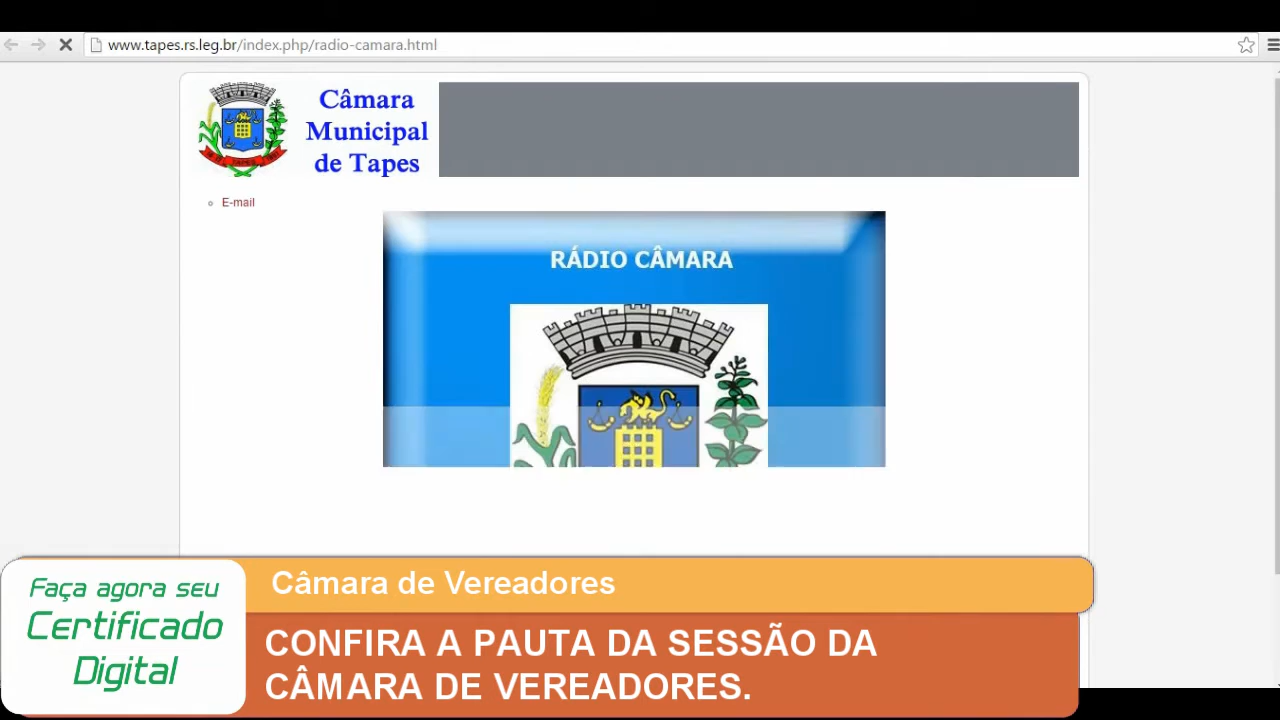 www.tapes.rs.leg.br/index.php/radio-camara.html
Câmara
Municipal
de Tapes
E-mail
RÁDIO CÂMARA
Faça agora seu
Certificado
Digital
Câmara de Vereadores
CONFIRA A PAUTA DA SESSÃO DA
CÂMARA DE VEREADORES.